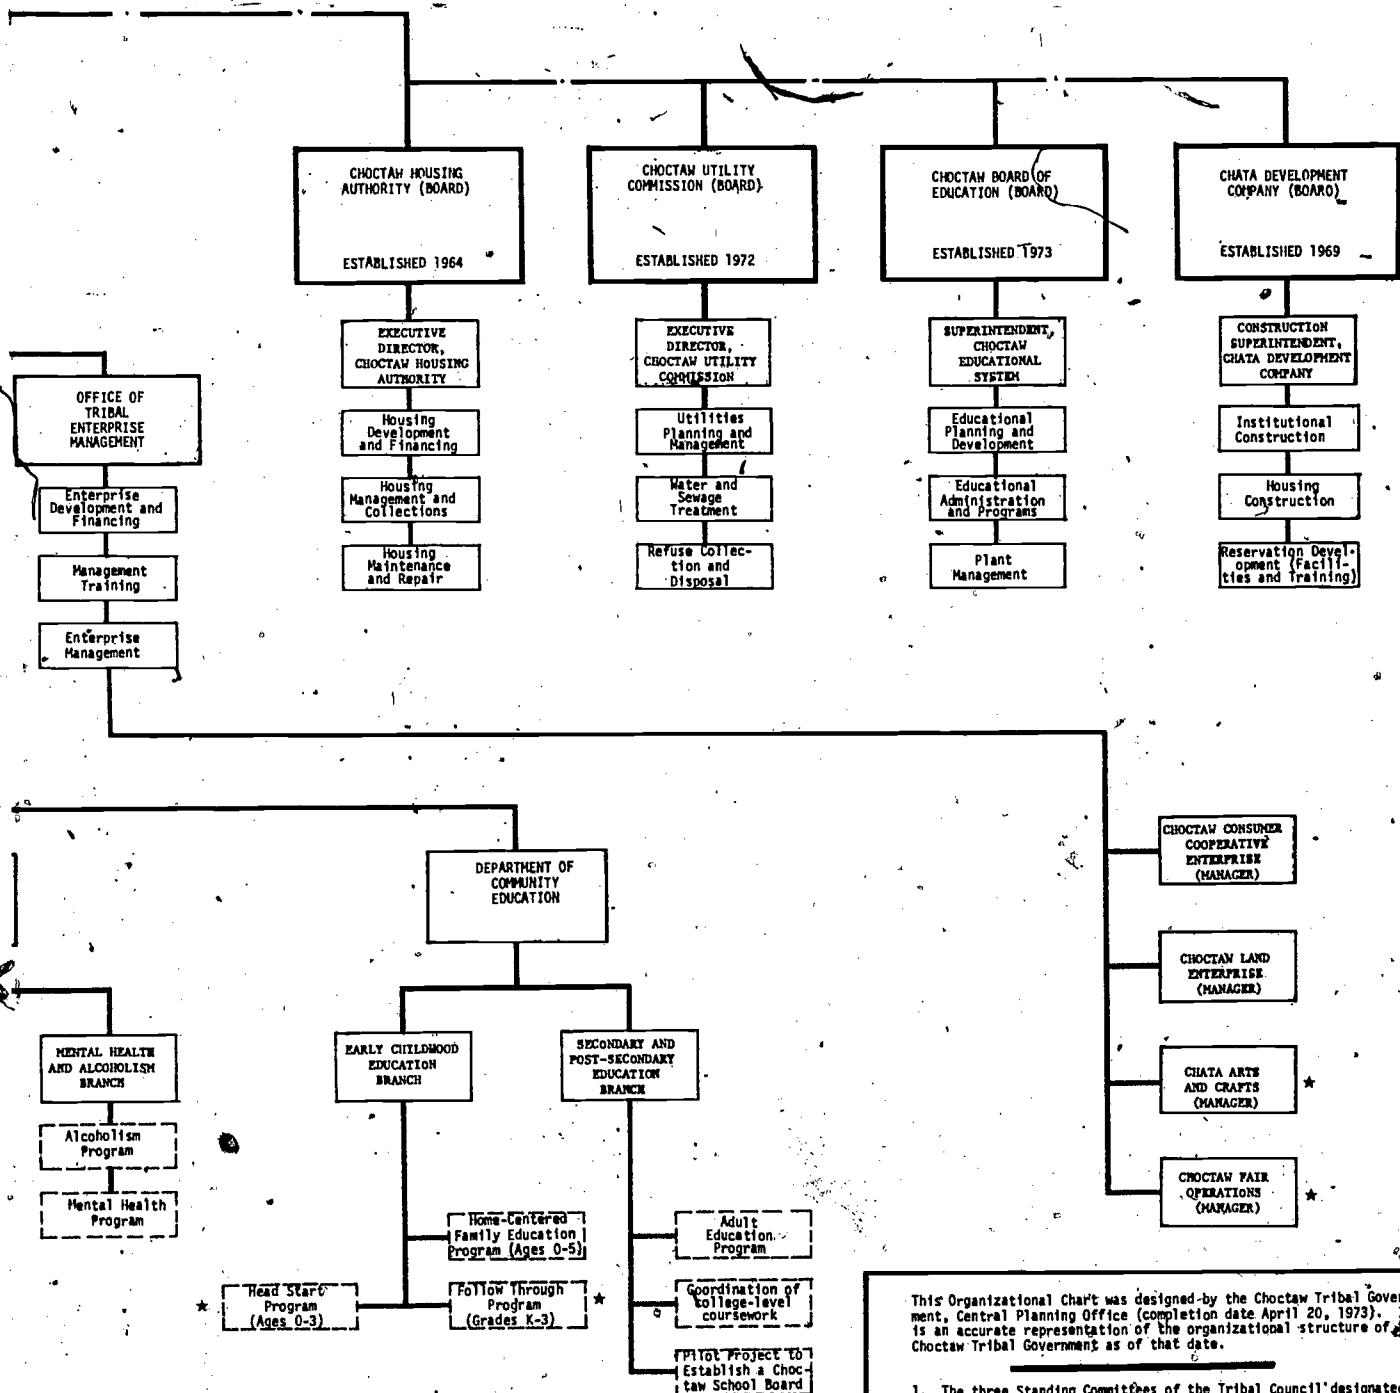 CHOCTAW HOUSING
AUTHORITY (BOARD)
ESTABLISHED 1964
CHOCTAW UTILITY
COMMISSION (BOARD)
ESTABLISHED 1972
CHOCTAW BOARD OF
EDUCATION (BOARD)
ESTABLISHED 1973
CHATA DEVELOPMENT
COMPANY (BOARD)
ESTABLISHED 1969
EXECUTIVE
DIRECTOR,
CHOCTAW HOUSING
AUTHORITY
Housing
Development
and Financing
Housing
Management and
Collections
Housing
Maintenance
and Repair
EXECUTIVE
DIRECTOR,
CHOCTAW UTILITY
COMMISSION
Utilities
Planning and
Management
Water and
Sewage
Treatment
Refuse Collec-
tion and
Disposal
SUPERINTENDENT,
CHOCTAW
EDUCATIONAL
SYSTEM
Educational
Planning and
Development
Educational
Administration
and Programs
Plant
Management
CONSTRUCTION
SUPERINTENDENT,
CHATA DEVELOPMENT
COMPANY
Institutional
Construction
Housing
Construction
Reservation Devel-
opment (Facili-
ties and Training)
OFFICE OF
TRIBAL
ENTERPRISE
MANAGEMENT
Enterprise
Development and
Financing
Management
Training
Enterprise
Management
CHOCTAW CONSUMER
COOPERATIVE
ENTERPRISE
(MANAGER)
CHOCTAW LAND
ENTERPRISE
(MANAGER)
CHATA ARTS
AND CRAFTS
(MANAGER)
★
CHOCTAW FAIR
OPERATIONS
(MANAGER)
★
DEPARTMENT OF
COMMUNITY
EDUCATION
MENTAL HEALTH
AND ALCOHOLISM
BRANCH
Alcoholism
Program
Mental Health
Program
EARLY CHILDHOOD
EDUCATION
BRANCH
Home-Centered
Family Education
Program (Ages 0-5)
★
Head Start
Program
(Ages 0-3)
Follow Through
Program
(Grades K-3)
★
SECONDARY AND
POST-SECONDARY
EDUCATION
BRANCH
Adult
Education
Program
Coordination of
college-level
coursework
Pilot Project to
Establish a Choc-
taw School Board
This Organizational Chart was designed by the Choctaw Tribal Gover
ment, Central Planning Office (completion date April 20, 1973).
is an accurate representation of the organizational structure of
Choctaw Tribal Government as of that date.
1. The three Standing Committees of the Tribal Council designate